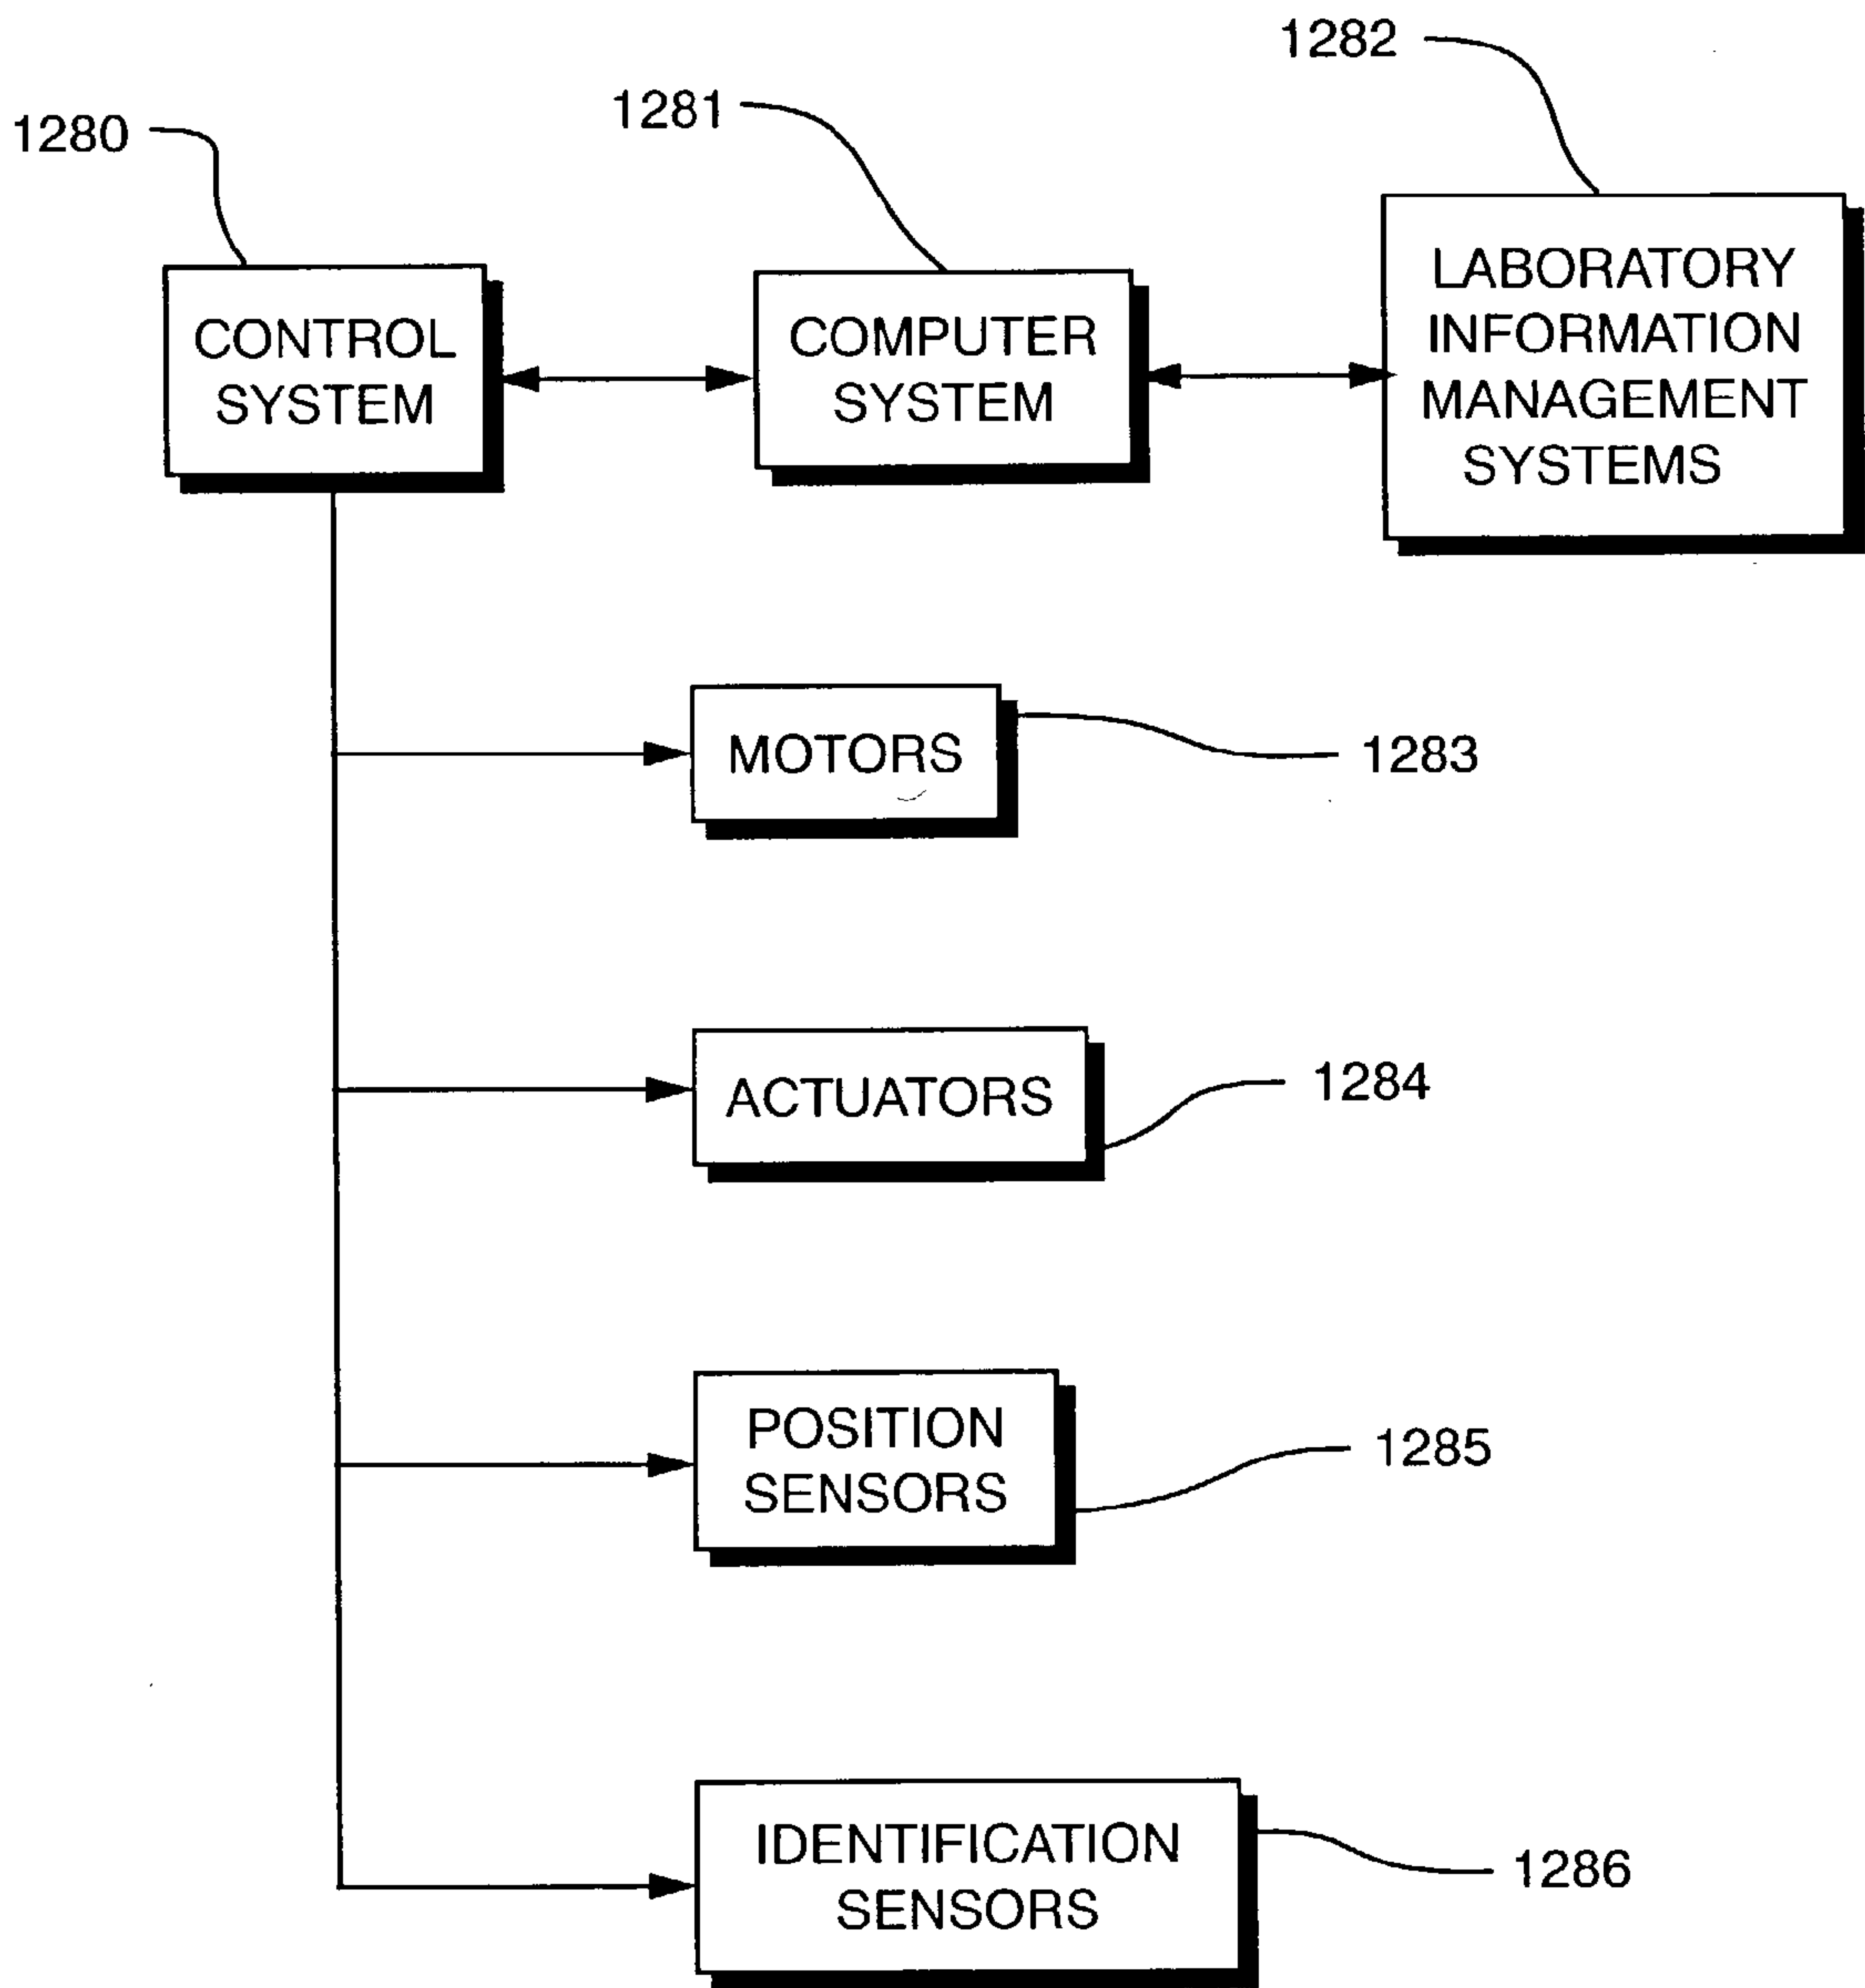 1282
1281
1280
LABORATORY
INFORMATION
MANAGEMENT
SYSTEMS
CONTROL
SYSTEM
COMPUTER
SYSTEM
MOTORS
1283
ACTUATORS
1284
POSITION
SENSORS
1285
IDENTIFICATION
SENSORS
1286